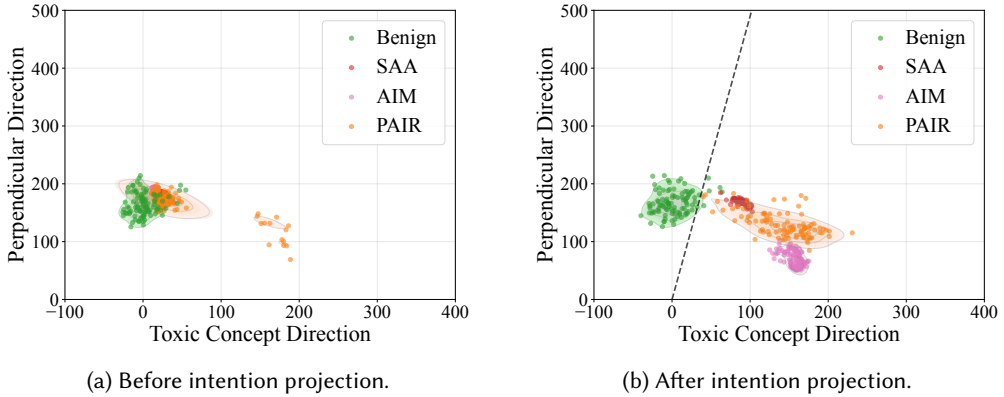 500
400
300
200
100
0
−100
0
100
200
300
400
Perpendicular Direction
Toxic Concept Direction
Benign
SAA
AIM
PAIR
(a) Before intention projection.
500
400
300
200
100
0
−100
0
100
200
300
400
Perpendicular Direction
Toxic Concept Direction
Benign
SAA
AIM
PAIR
(b) After intention projection.